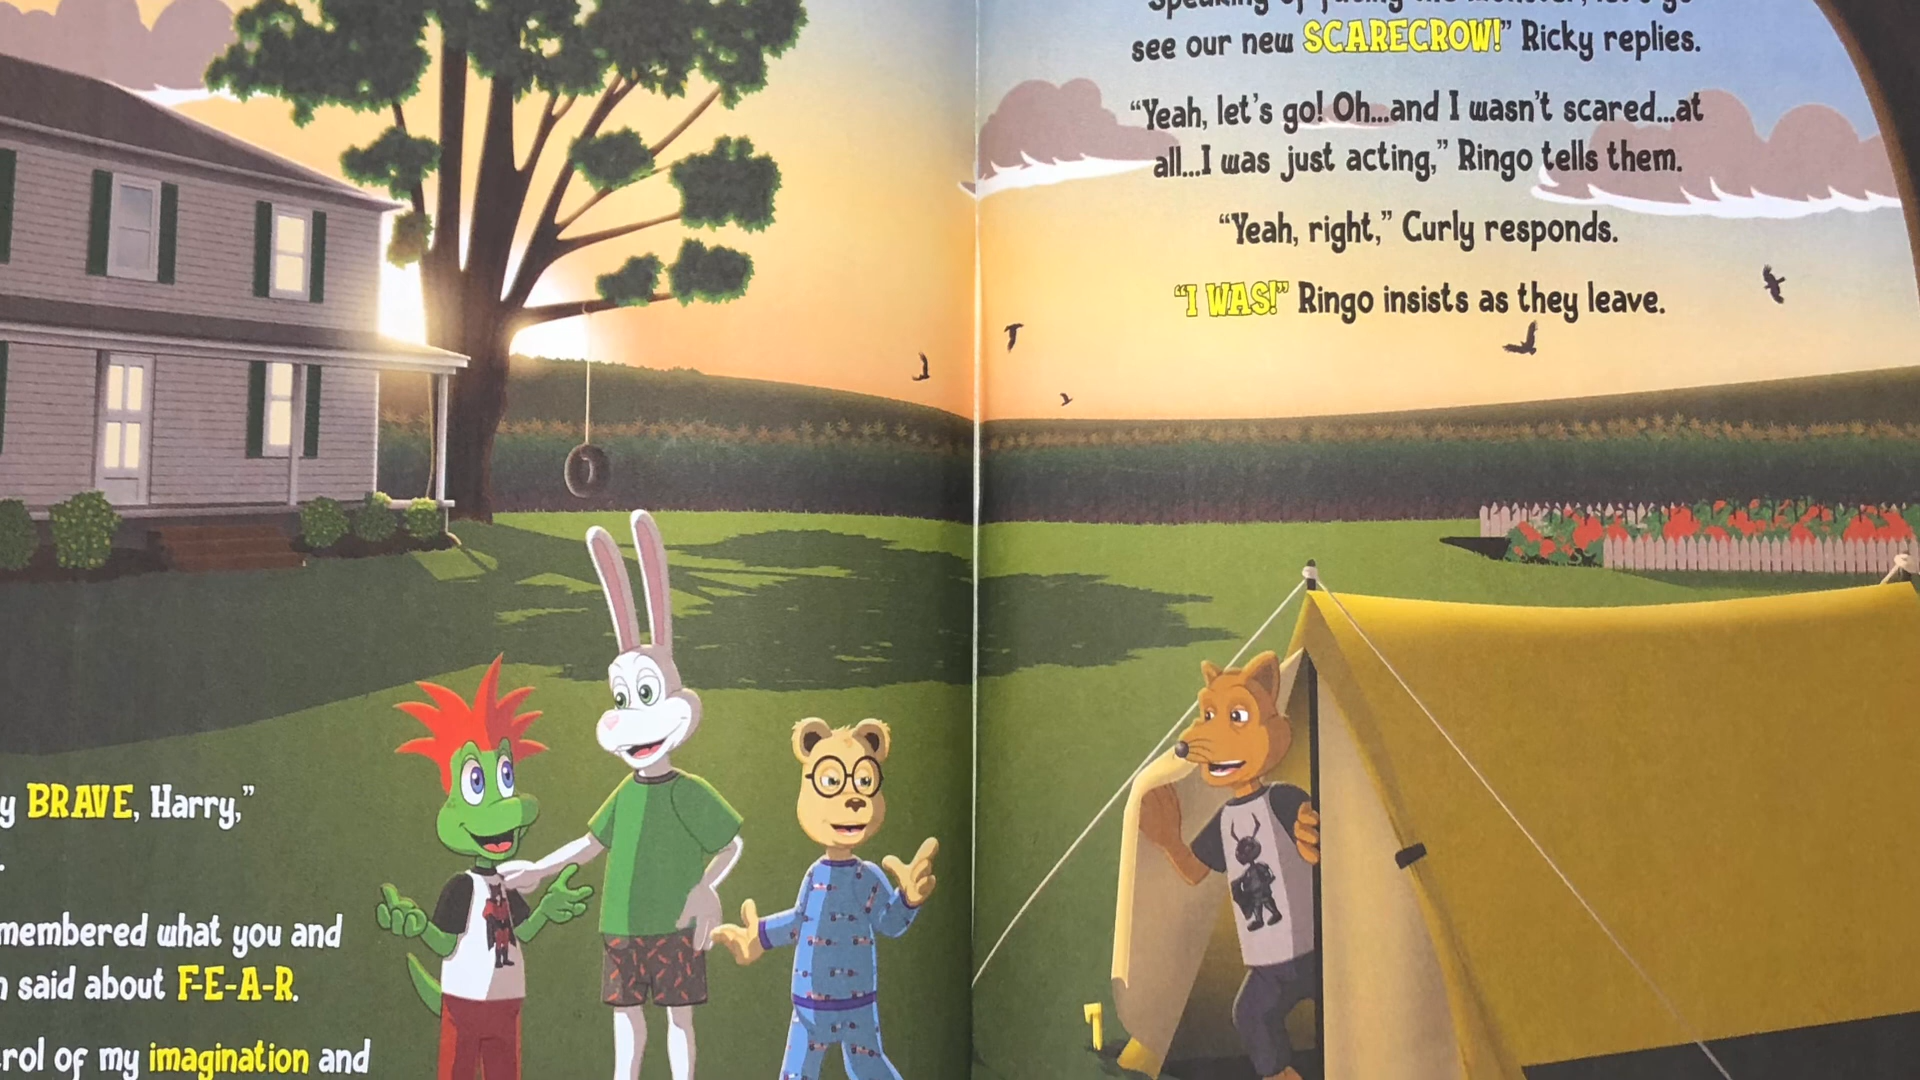 BRAVE, Harry,”
what you and
said about F-E-A-R.
of my imagination and
see our new SCARECROW!” Ricky replies.
“Yeah, let’s go! Oh...and I wasn’t scared...at
all...I was just acting,” Ringo tells them.
“Yeah, right,” Curly responds.
“I WAS!” Ringo insists as they leave.